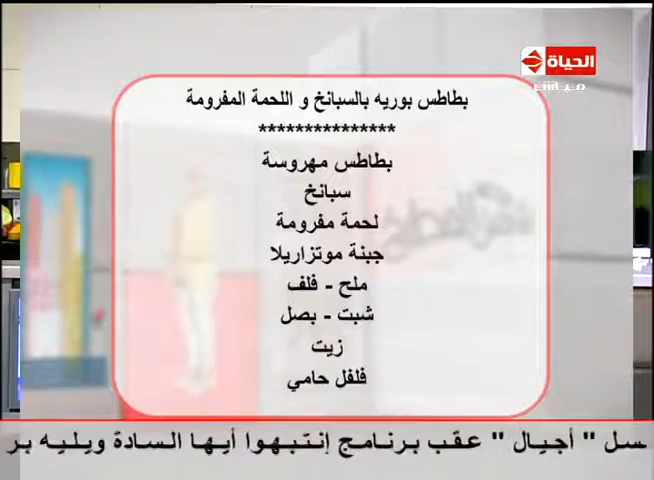 الحياة
مباشر
بطاطس بوريه بالسبانخ و اللحمة المفرومة
***************
بطاطس مهروسة
سبانخ
لحمة مفرومة
جبنة موتزاريلا
ملح - فلف
شبت - بصل
زيت
فلفل حامي
سل " أجيال " عقب برنامج إنتبهوا أيها السادة ويليه بر